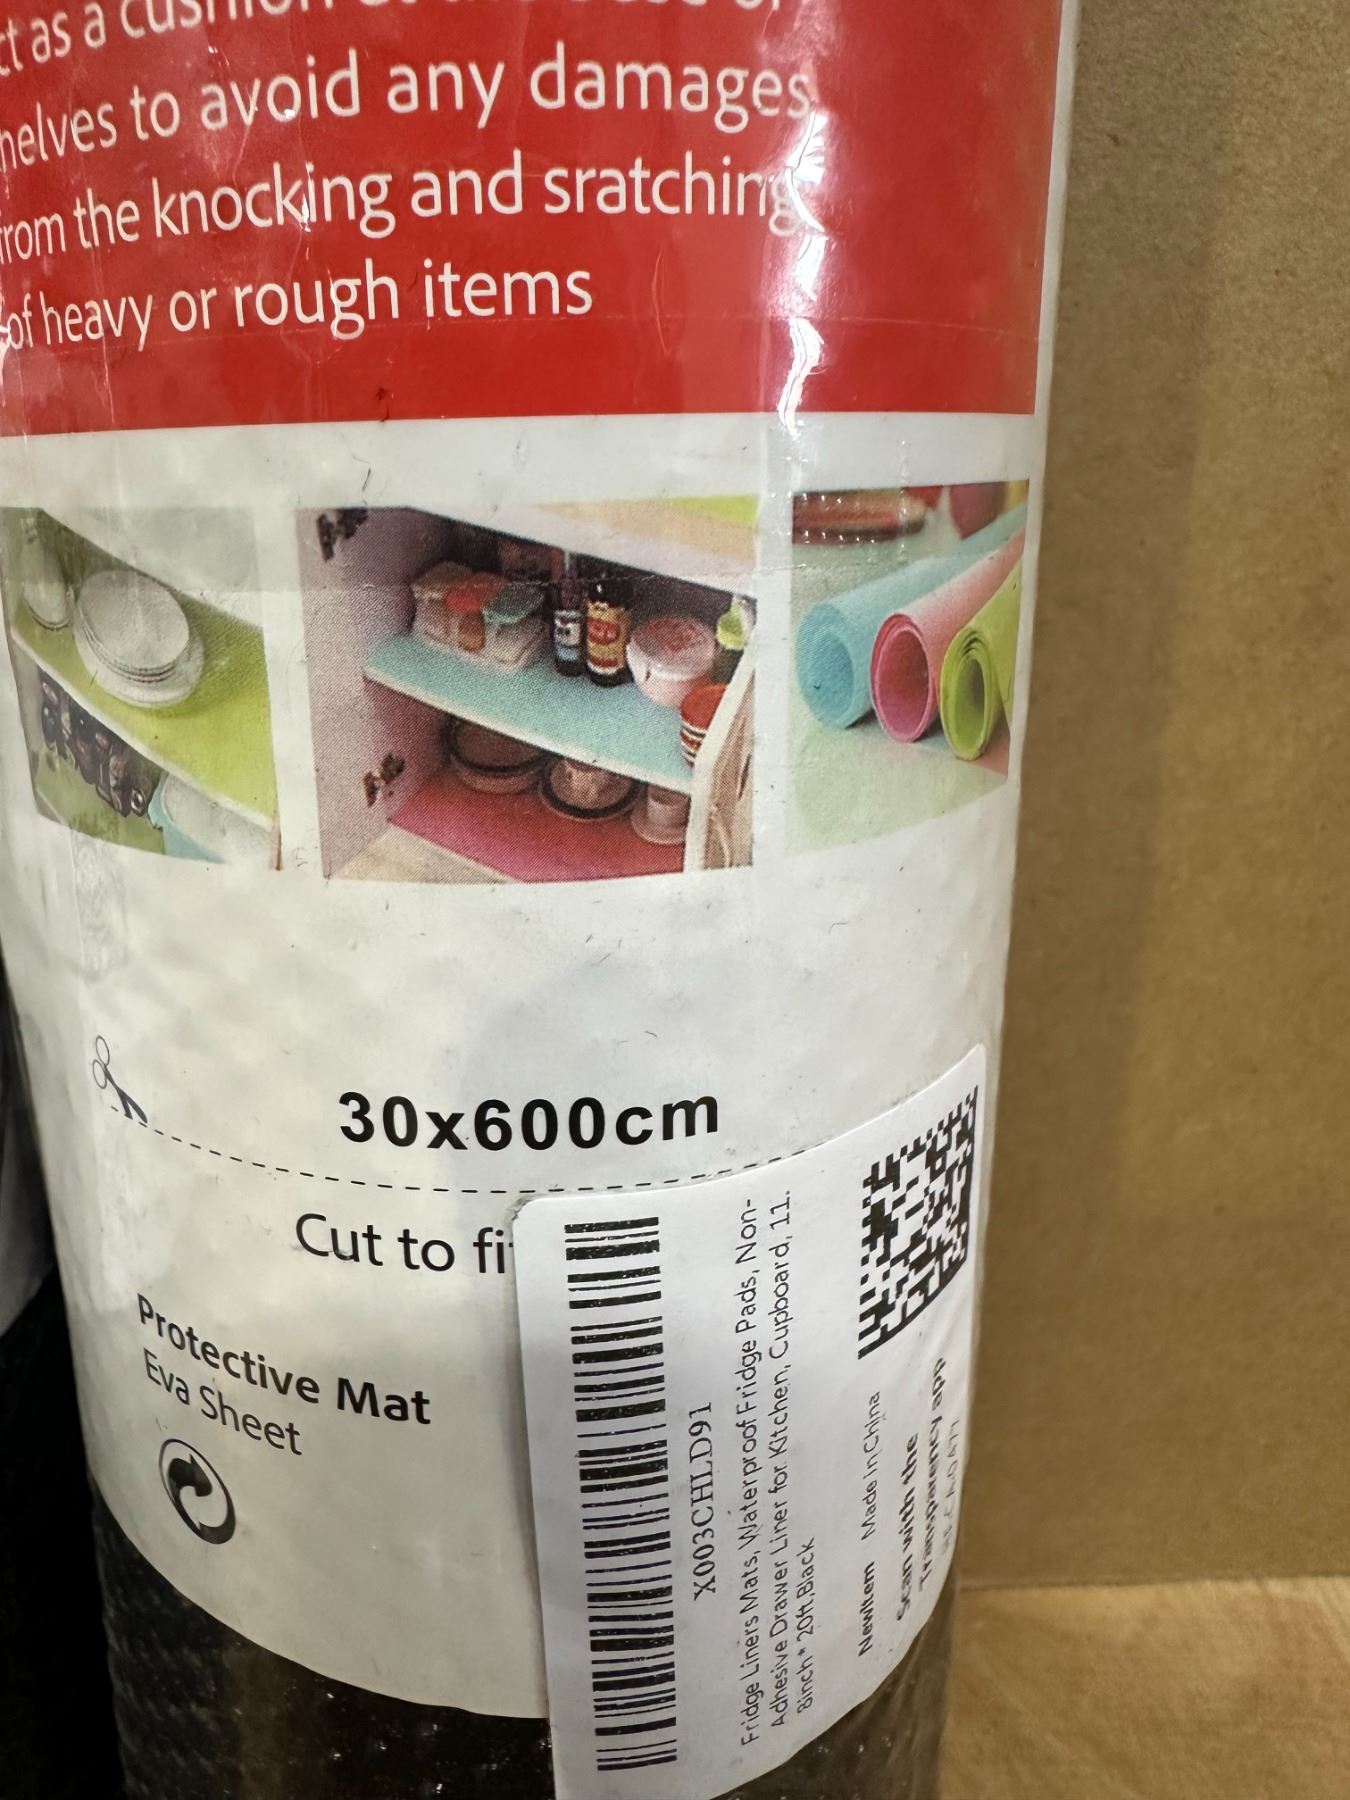 as a cushion
helves to avoid any damages
from the knocking and sratching
of heavy or rough items
30x600cm
Cut to fi
Protective Mat
Eva Sheet
X003CHLD91
Fridge Liners Mats, Waterproof Fridge Pads, Non-
Adhesive Drawer Liner for Kitchen, Cupboard, 11.
8inch * 20ft,Black
NewItem Made in China
Scan with the
Transparency app